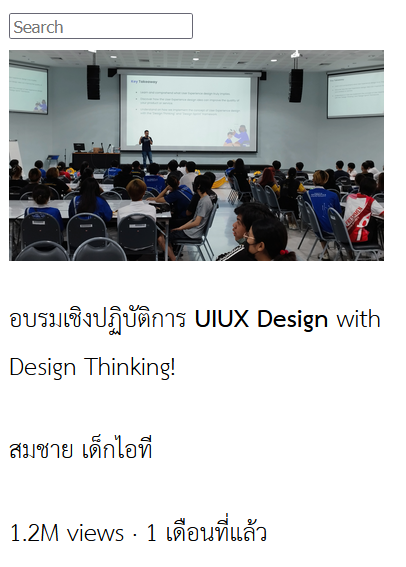 Search
Key Takeaway
อบรมเชิงปฏิบัติการ UIUX Design with
Design Thinking!
สมชาย เด็กไอที
1.2M views · 1 เดือนที่แล้ว